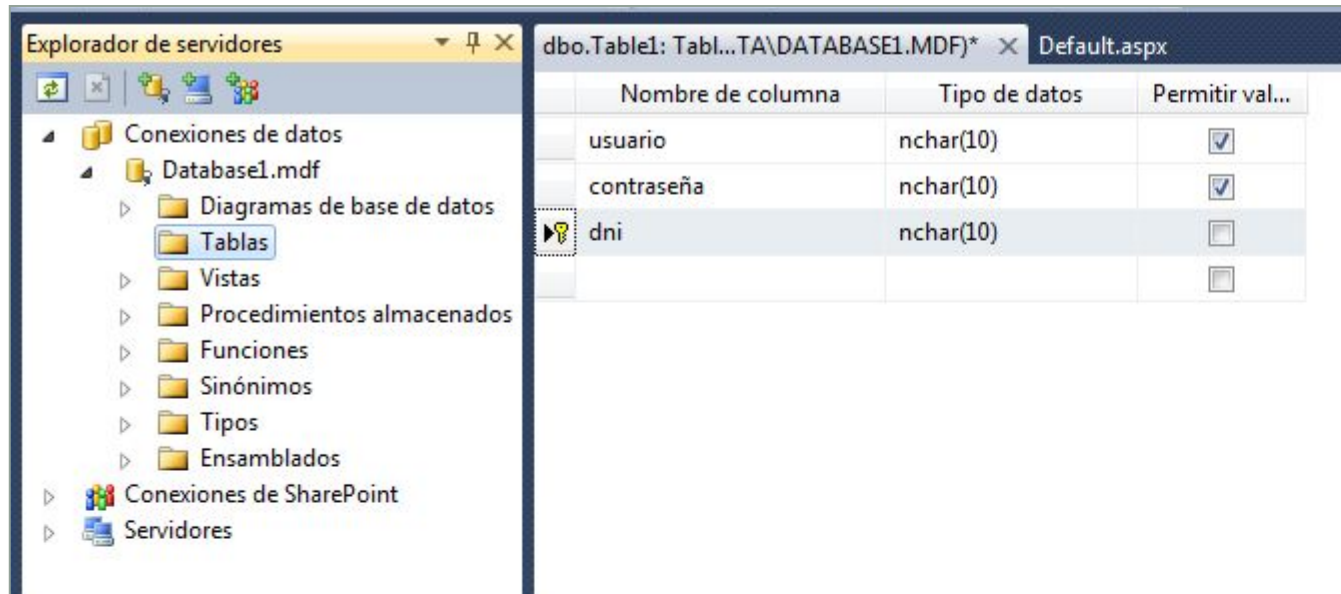 Explorador de servidores
Conexiones de datos
Database1.mdf
Diagramas de base de datos
Tablas
Vistas
Procedimientos almacenados
Funciones
Sinónimos
Tipos
Ensamblados
Conexiones de SharePoint
Servidores
dbo.Table1: Tabl...TA\DATABASE1.MDF)* Default.aspx
Nombre de columna Tipo de datos Permitir val...
usuario nchar(10)
contraseña nchar(10)
dni nchar(10)